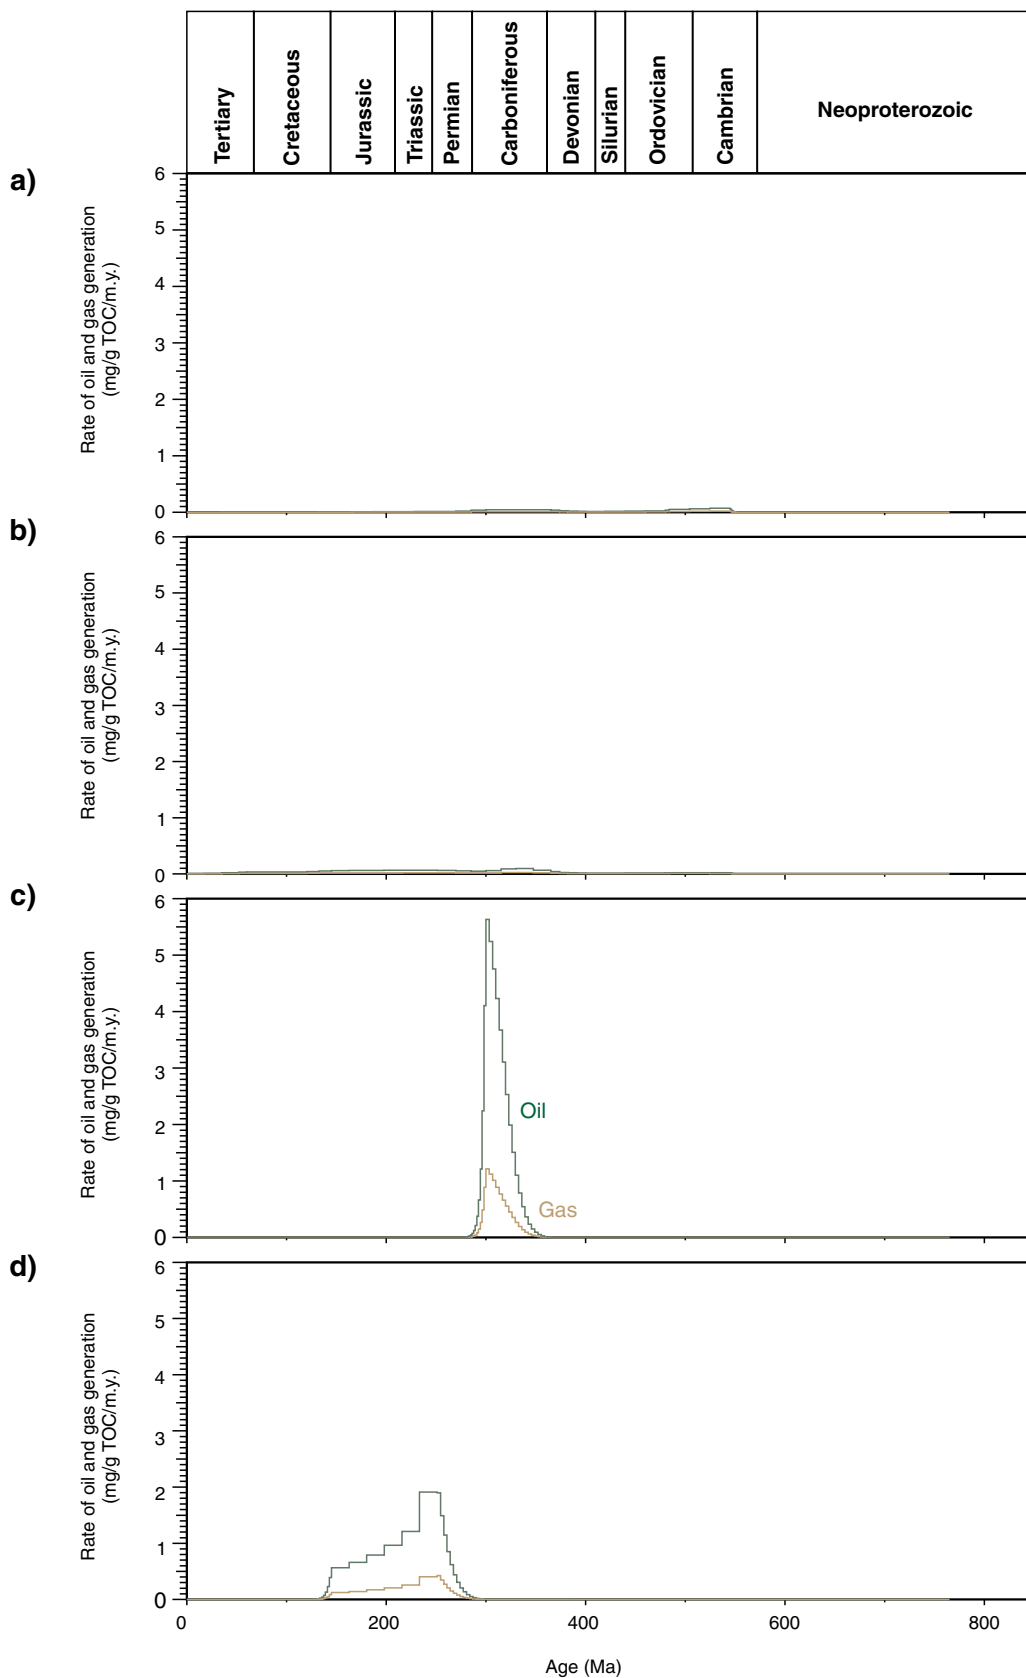 Tertiary
Cretaceous
Jurassic
Triassic
Permian
Carboniferous
Devonian
Silurian
Ordovician
Cambrian
Neoproterozoic
a)
Rate of oil and gas generation
(mg/g TOC/m.y.)
6
5
4
3
2
1
0
b)
Rate of oil and gas generation
(mg/g TOC/m.y.)
6
5
4
3
2
1
0
c)
Rate of oil and gas generation
(mg/g TOC/m.y.)
6
5
4
3
2
1
0
Oil
Gas
d)
Rate of oil and gas generation
(mg/g TOC/m.y.)
6
5
4
3
2
1
0
0
200
400
600
800
Age (Ma)